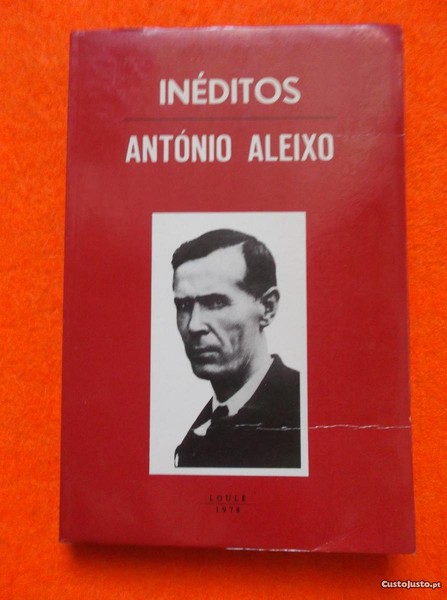 INÉDITOS
ANTÓNIO ALEIXO
LOULÉ
1978
CustoJusto.pt